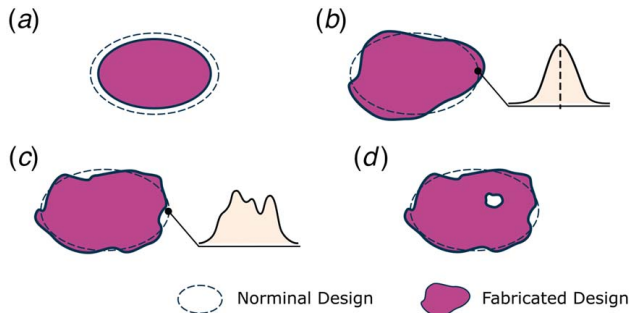 (a)
(b)
(c)
(d)
Norminal Design
Fabricated Design